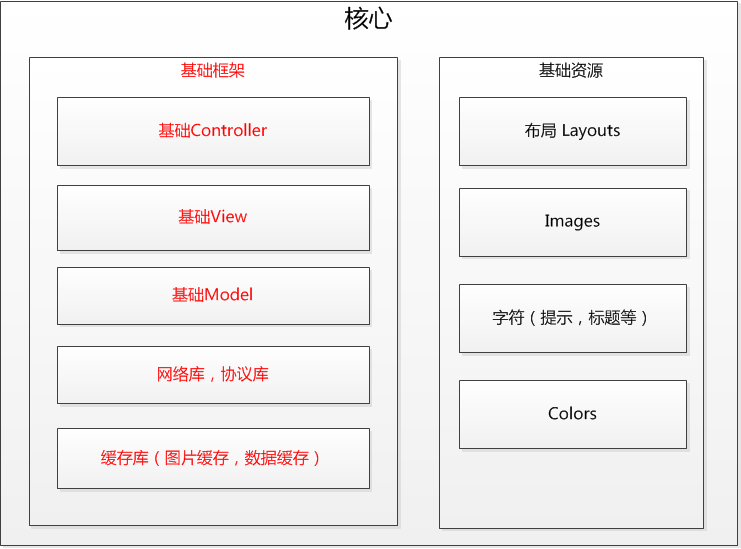 核心
基础框架
基础Controller
基础View
基础Model
网络库，协议库
缓存库（图片缓存，数据缓存）
基础资源
布局 Layouts
Images
字符（提示，标题等）
Colors